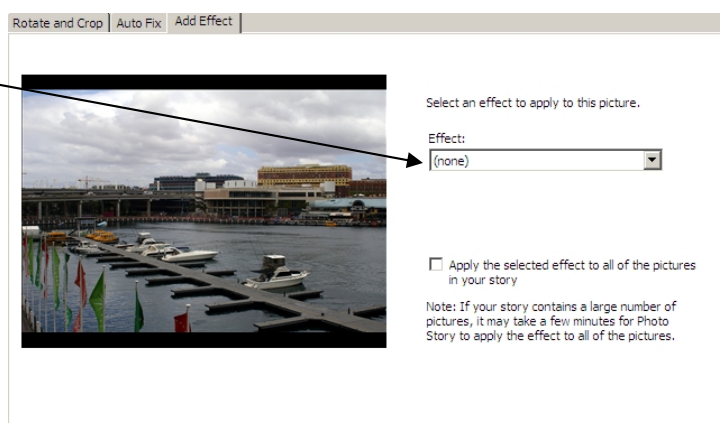 Rotate and Crop Auto Fix Add Effect
Select an effect to apply to this picture.
Effect:
(none)
Apply the selected effect to all of the pictures
in your story
Note: If your story contains a large number of
pictures, it may take a few minutes for Photo
Story to apply the effect to all of the pictures.